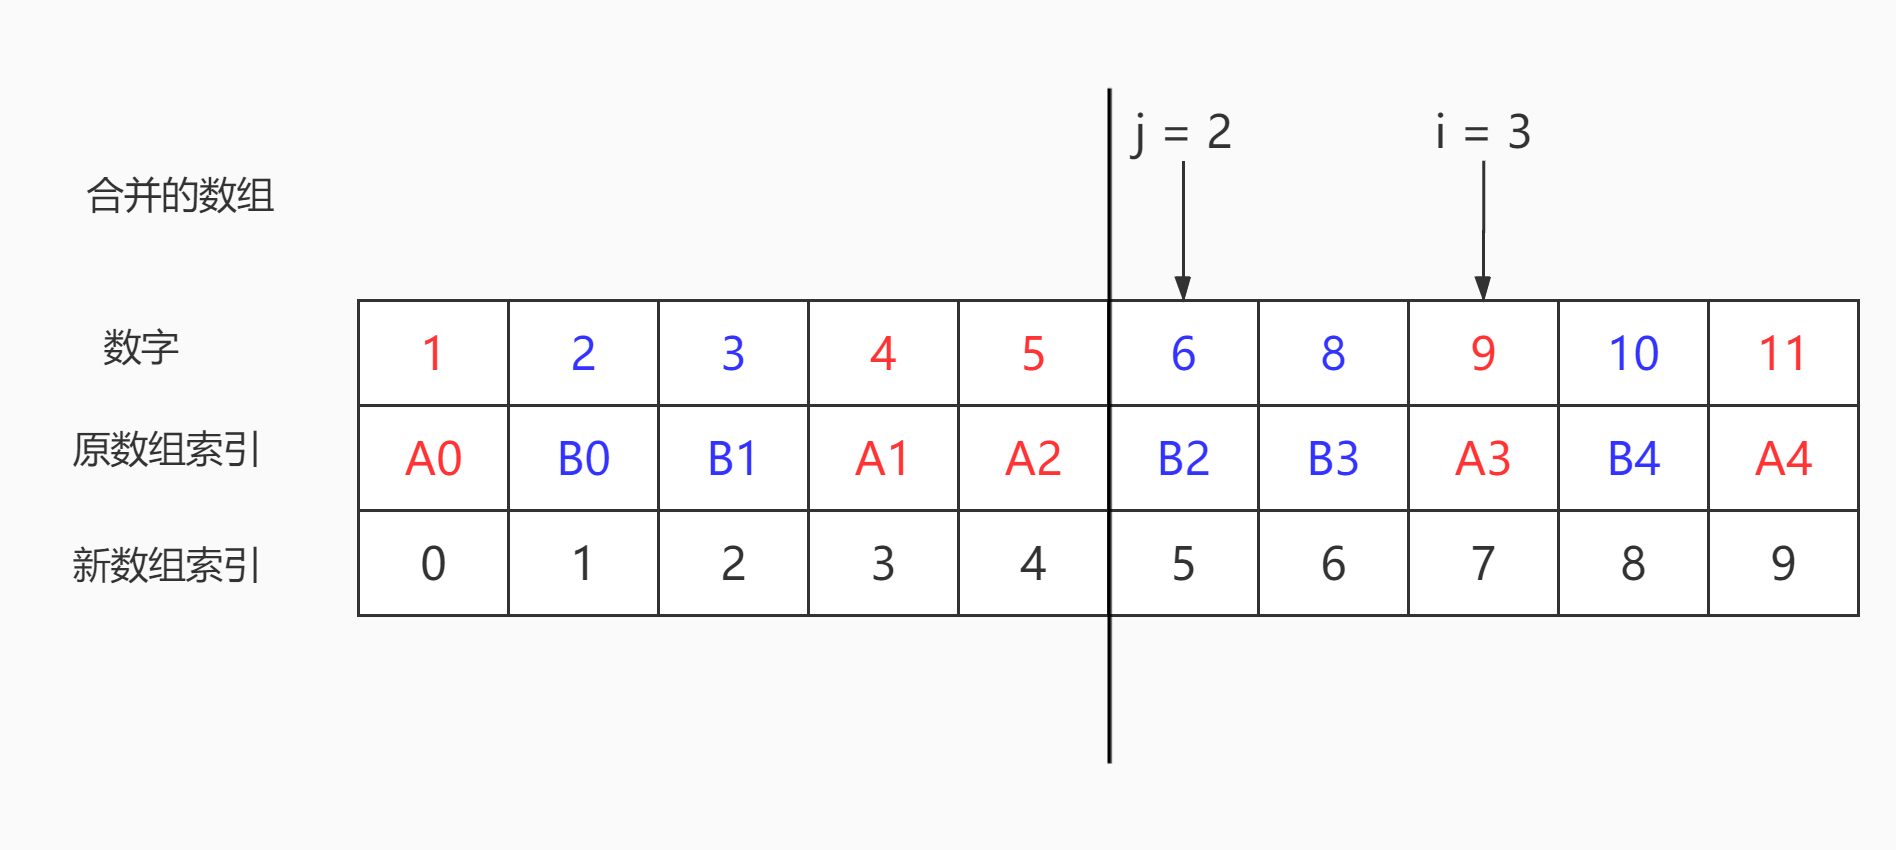 j = 2 i = 3
合并的数组
数字 1 2 3 4 5 6 8 9 10 11
原数组索引 A0 B0 B1 A1 A2 B2 B3 A3 B4 A4
新数组索引 0 1 2 3 4 5 6 7 8 9